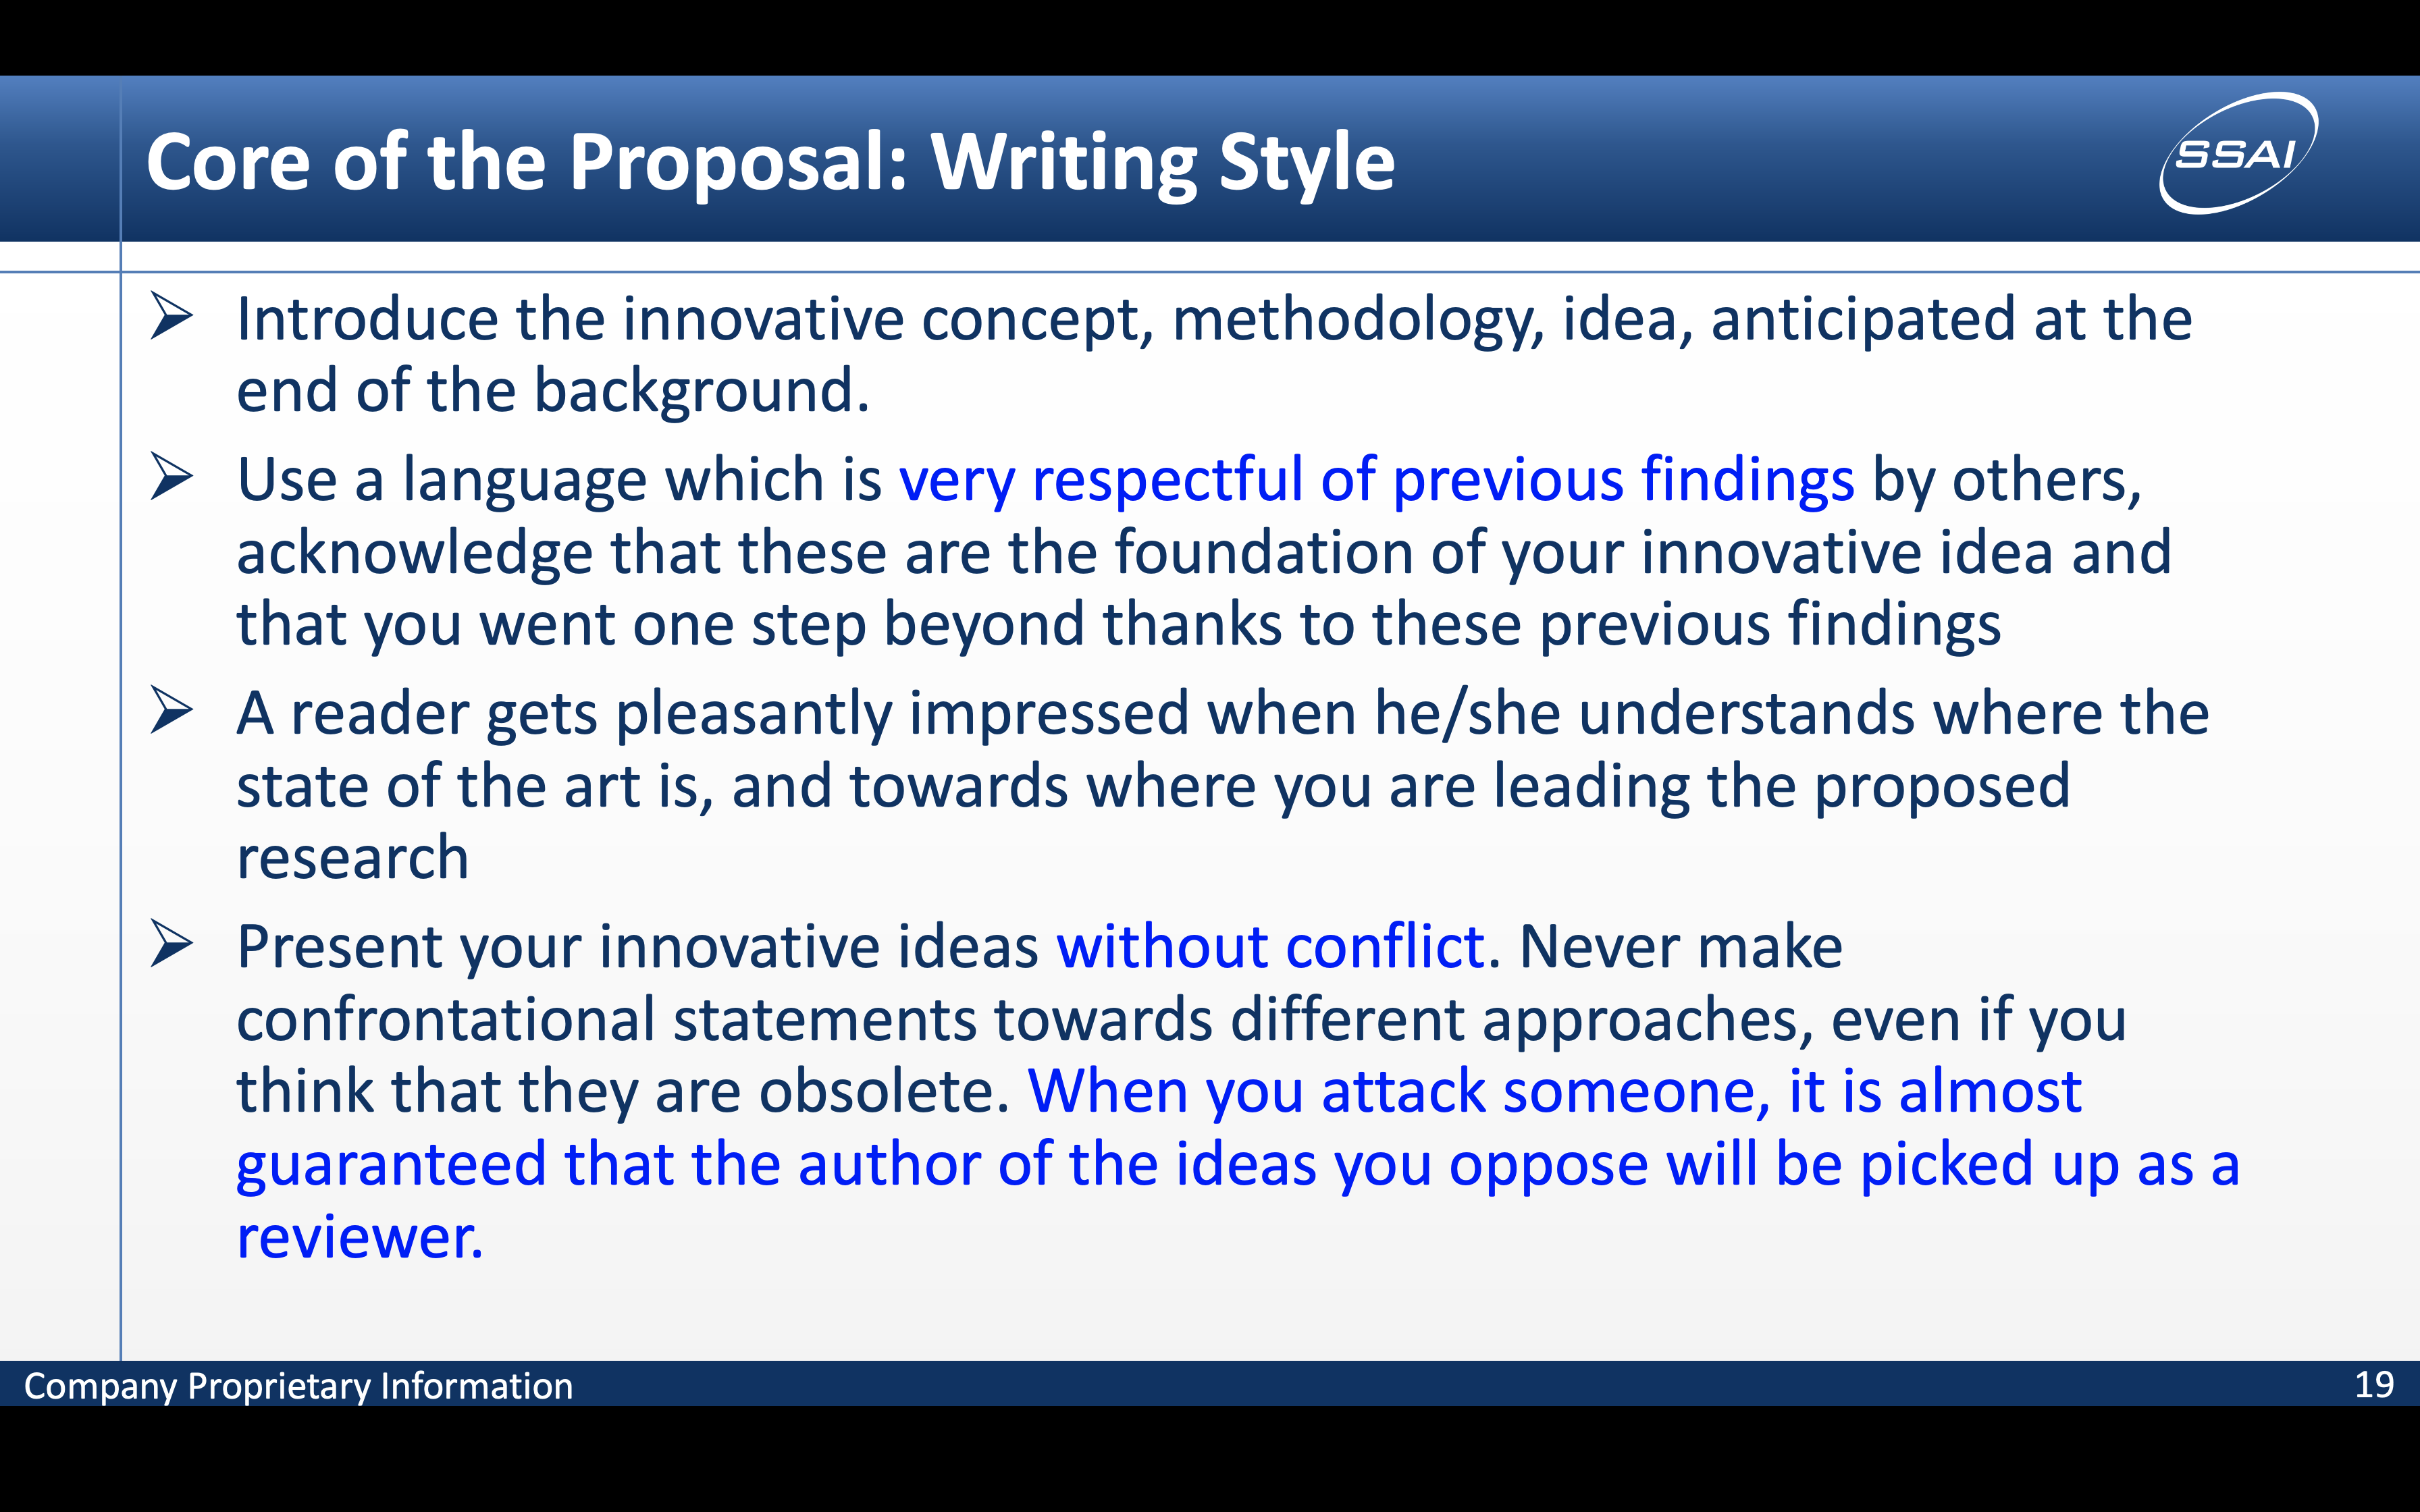 Core of the Proposal: Writing Style
SSAI
Introduce the innovative concept, methodology, idea, anticipated at the
end of the background.
Use a language which is very respectful of previous findings by others,
acknowledge that these are the foundation of your innovative idea and
that you went one step beyond thanks to these previous findings
A reader gets pleasantly impressed when he/she understands where the
state of the art is, and towards where you are leading the proposed
research
Present your innovative ideas without conflict. Never make
confrontational statements towards different approaches, even if you
think that they are obsolete. When you attack someone, it is almost
guaranteed that the author of the ideas you oppose will be picked up as a
reviewer.
Company Proprietary Information
19